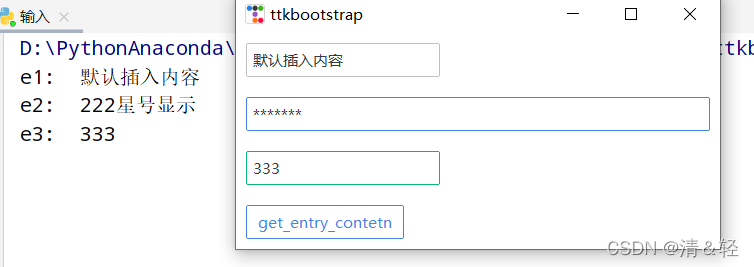 输入
ttkbootstrap
D:\PythonAnaconda\
ttkb
e1:  默认插入内容
e2:  222星号显示
e3:  333
默认插入内容
*******
333
get_entry_contetn
CSDN @清＆轻